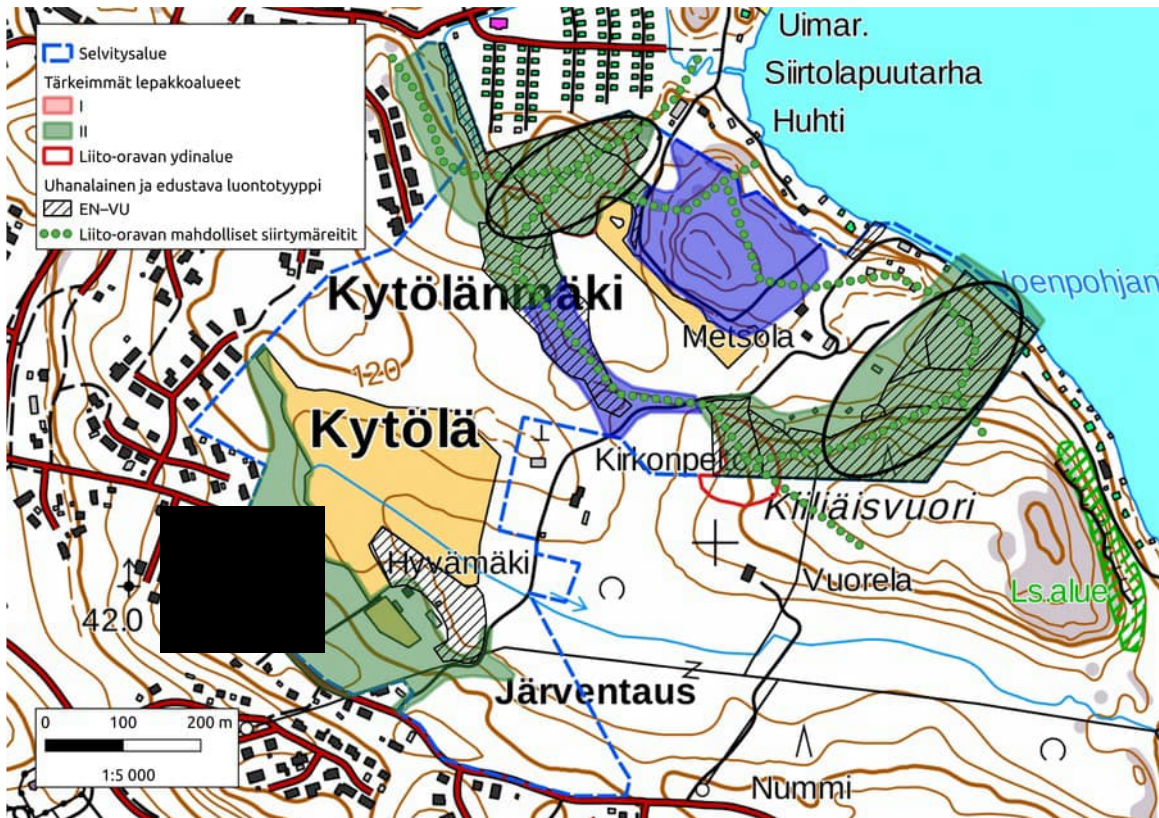 Selvitysalue
Tärkeimmät lepakkoalueet
I
II
Liito-oravan ydinalue
Uhanalainen ja edustava luontotyyppi
EN–VU
Liito-oravan mahdolliset siirtymäreitit
Uimar.
Siirtolapuutarha
Huhti
Kytölänmäki
oenpohjan
Metsola
120
Kytölä
Kirkonpelto
Kiiliäisvuori
Hyvämäki
Vuorela
Ls.alue
42.0
Järventaus
Z
0 100 200 m
1:5 000
Nummi